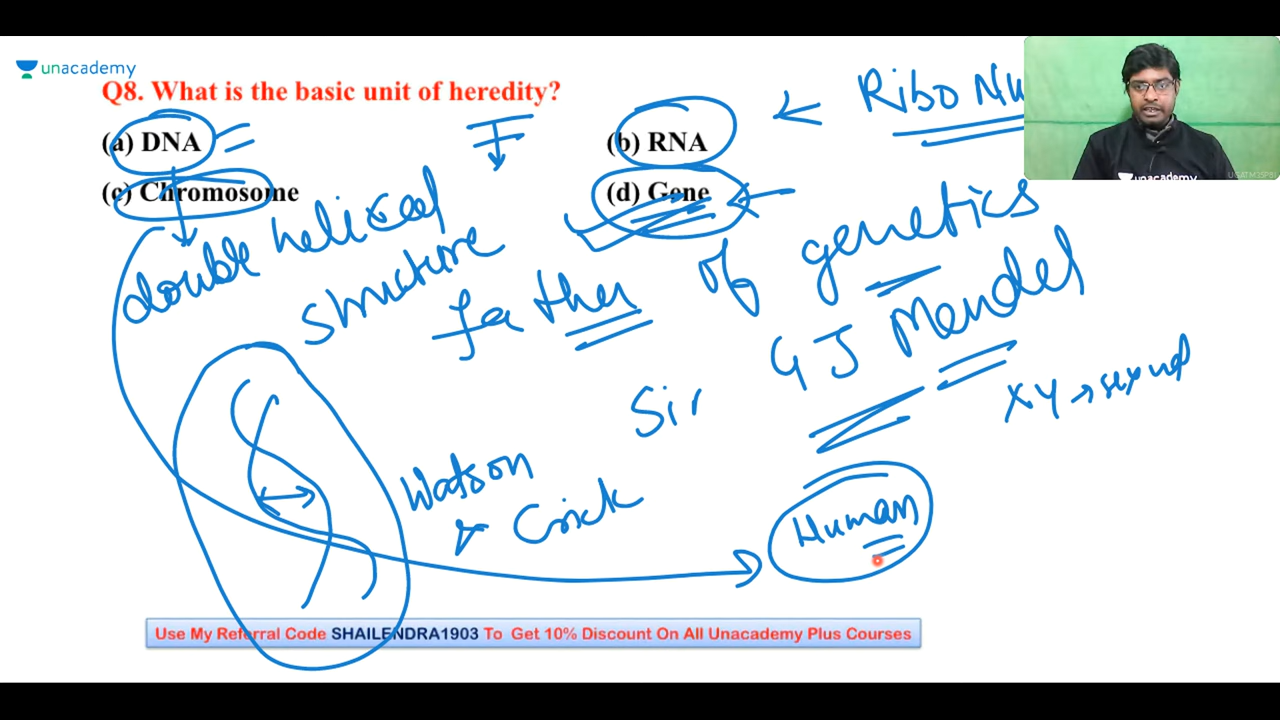 unacademy
Q8. What is the basic unit of heredity?
(a) DNA
(b) RNA
(c) Chromosome
(d) Gene
Ribo Nu
double helical
structure
father of genetics
Sir G J Mendel
XY → sexual
Watson
& Crick
Human
unacademy
Use My Referral Code SHAILENDRA1903 To Get 10% Discount On All Unacademy Plus Courses